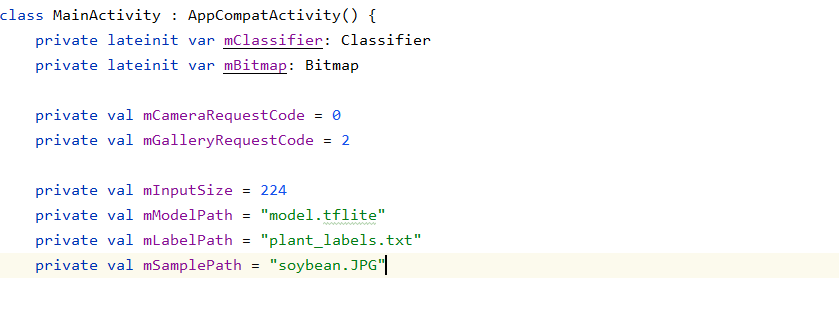 class MainActivity : AppCompatActivity() {
private lateinit var mClassifier: Classifier
private lateinit var mBitmap: Bitmap
private val mCameraRequestCode = 0
private val mGalleryRequestCode = 2
private val mInputSize = 224
private val mModelPath = "model.tflite"
private val mLabelPath = "plant_labels.txt"
private val mSamplePath = "soybean.JPG"